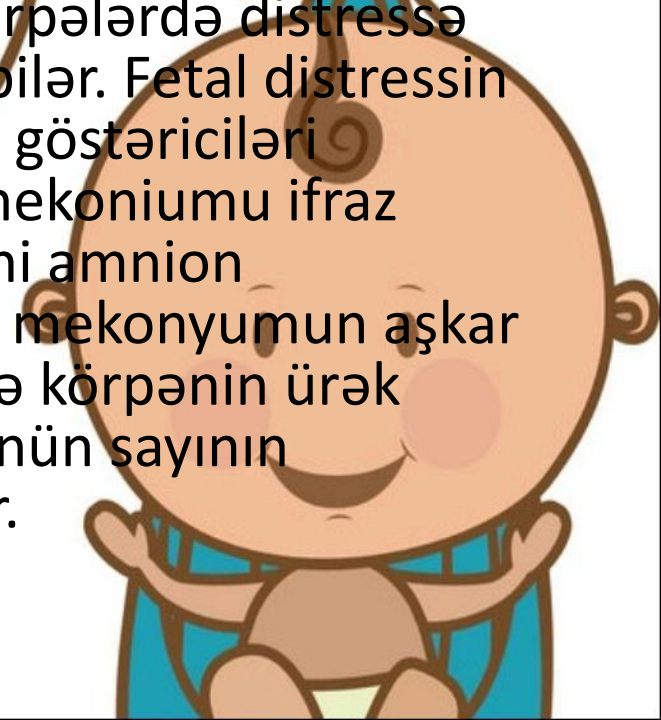 rpələrdə distressə
bilər. Fetal distressin
göstəriciləri
mekoniumu ifraz
ni amnion
mekonyumun aşkar
ə körpənin ürək
nün sayının
r.